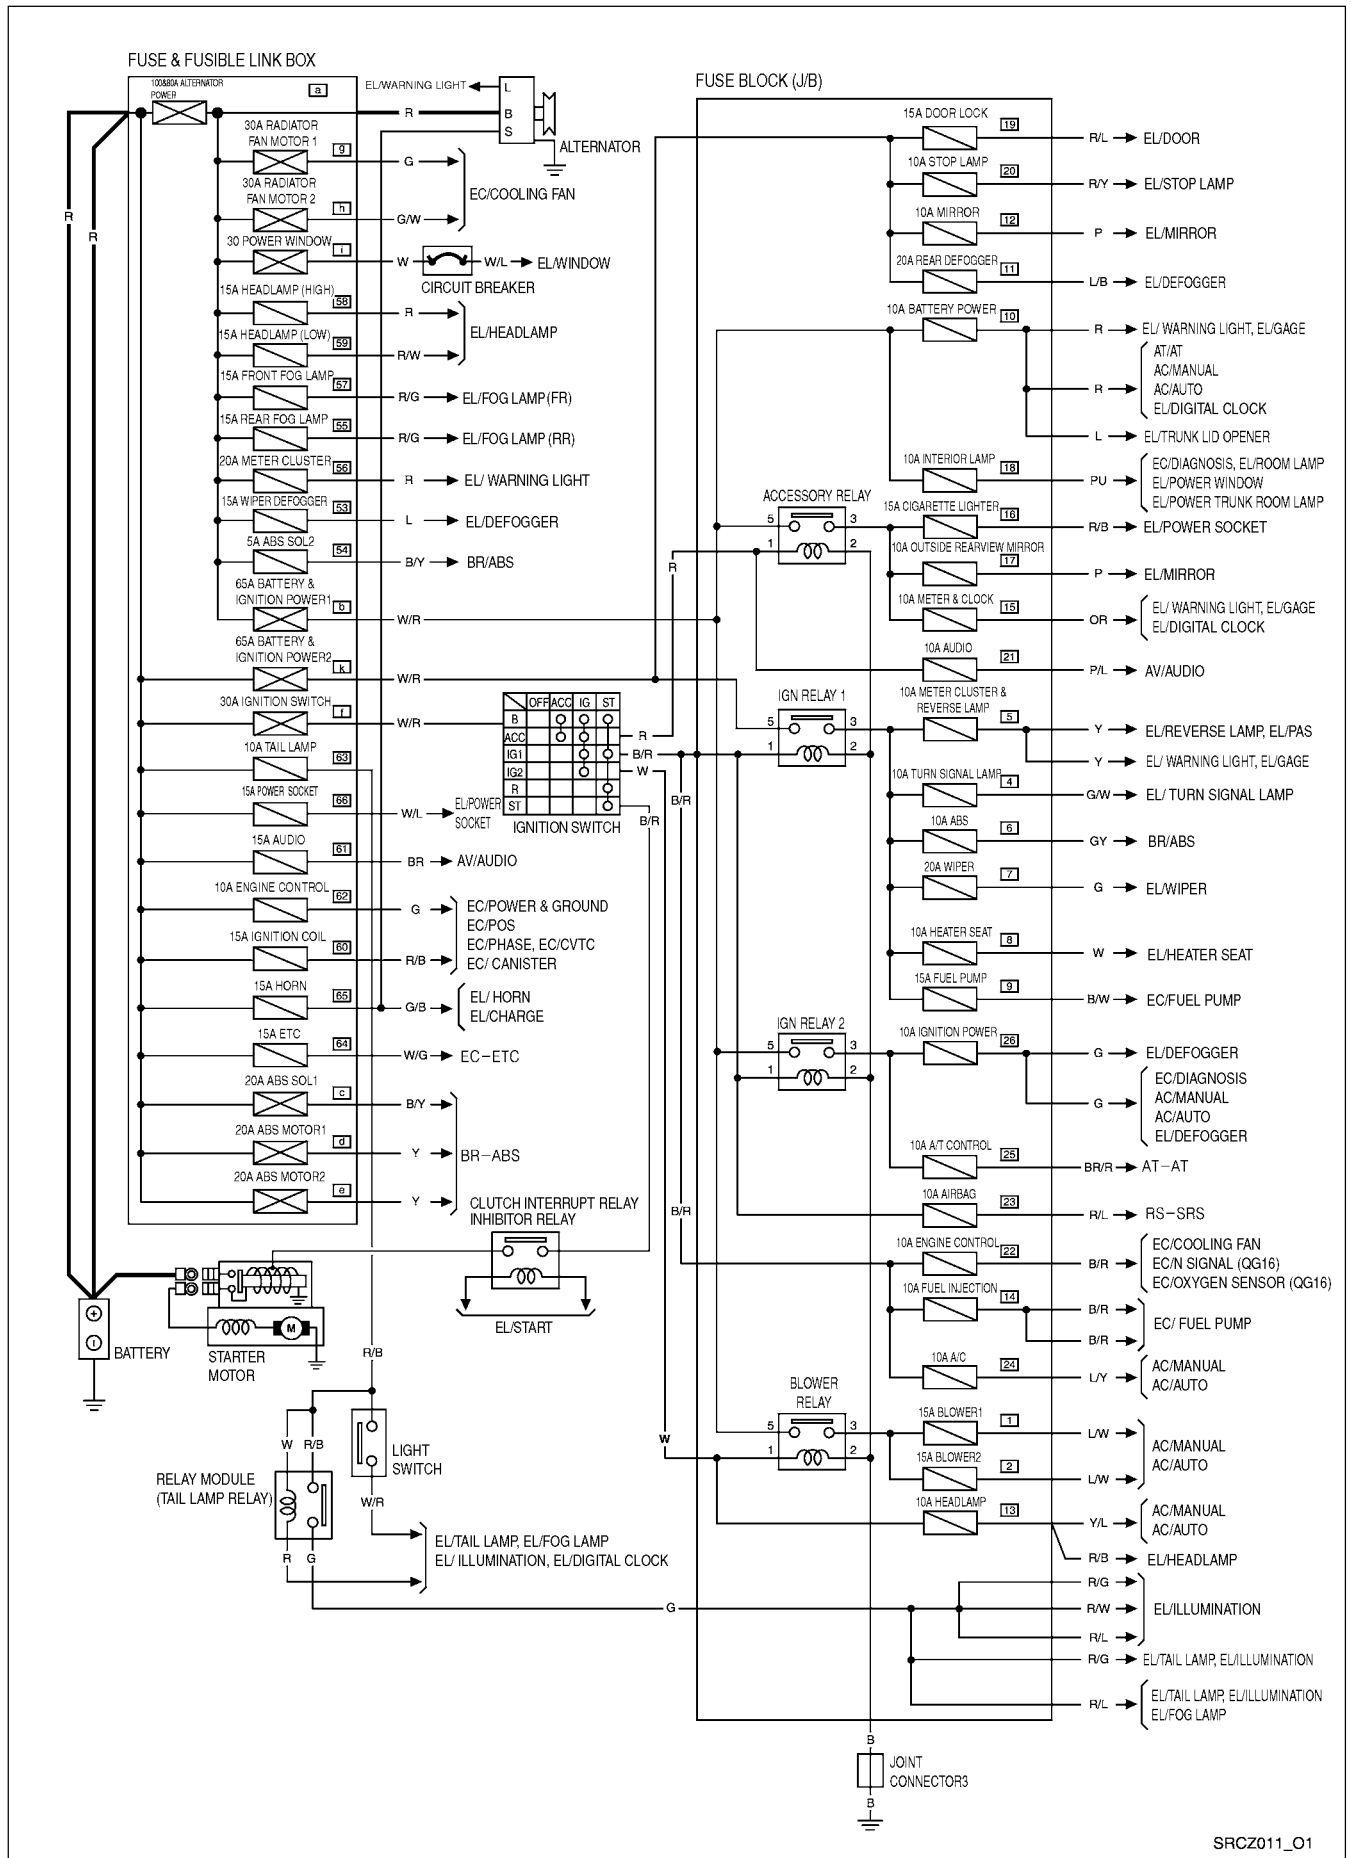 FUSE & FUSIBLE LINK BOX
100&80A ALTERNATOR
POWER
a
30A RADIATOR
FAN MOTOR 1
9
G
30A RADIATOR
FAN MOTOR 2
h
G/W
EC/COOLING FAN
30 POWER WINDOW
i
W
W/L
EL/WINDOW
CIRCUIT BREAKER
15A HEADLAMP (HIGH)
58
R
15A HEADLAMP (LOW)
59
R/W
EL/HEADLAMP
15A FRONT FOG LAMP
57
R/G
EL/FOG LAMP (FR)
15A REAR FOG LAMP
55
R/G
EL/FOG LAMP (RR)
20A METER CLUSTER
56
R
EL/ WARNING LIGHT
15A WIPER DEFOGGER
53
L
EL/DEFOGGER
5A ABS SOL2
54
B/Y
BR/ABS
65A BATTERY &
IGNITION POWER1
b
W/R
65A BATTERY &
IGNITION POWER2
k
W/R
30A IGNITION SWITCH
f
W/R
10A TAIL LAMP
63
15A POWER SOCKET
66
W/L
EL/POWER
SOCKET
15A AUDIO
61
BR
AV/AUDIO
10A ENGINE CONTROL
62
G
15A IGNITION COIL
60
R/B
EC/POWER & GROUND
EC/POS
EC/PHASE, EC/CVTC
EC/ CANISTER
15A HORN
65
G/B
EL/ HORN
EL/CHARGE
15A ETC
64
W/G
EC-ETC
20A ABS SOL1
c
B/Y
20A ABS MOTOR1
d
Y
BR-ABS
20A ABS MOTOR2
e
Y
R
R
EL/WARNING LIGHT
L
R
B
S
ALTERNATOR
OFF ACC IG ST
B
ACC
IG1
IG2
R
ST
IGNITION SWITCH
R
B/R
W
B/R
R
B/R
B/R
W
CLUTCH INTERRUPT RELAY
INHIBITOR RELAY
EL/START
BATTERY
M
STARTER
MOTOR
R/B
W
R/B
RELAY MODULE
(TAIL LAMP RELAY)
LIGHT
SWITCH
W/R
R
G
EL/TAIL LAMP, EL/FOG LAMP
EL/ ILLUMINATION, EL/DIGITAL CLOCK
G
FUSE BLOCK (J/B)
15A DOOR LOCK
19
R/L
EL/DOOR
10A STOP LAMP
20
R/Y
EL/STOP LAMP
10A MIRROR
12
P
EL/MIRROR
20A REAR DEFOGGER
11
L/B
EL/DEFOGGER
10A BATTERY POWER
10
R
EL/ WARNING LIGHT, EL/GAGE
R
AT/AT
AC/MANUAL
AC/AUTO
EL/DIGITAL CLOCK
L
EL/TRUNK LID OPENER
10A INTERIOR LAMP
18
PU
EC/DIAGNOSIS, EL/ROOM LAMP
EL/POWER WINDOW
EL/POWER TRUNK ROOM LAMP
ACCESSORY RELAY
5
3
1
2
15A CIGARETTE LIGHTER
16
R/B
EL/POWER SOCKET
10A OUTSIDE REARVIEW MIRROR
17
P
EL/MIRROR
10A METER & CLOCK
15
OR
EL/ WARNING LIGHT, EL/GAGE
EL/DIGITAL CLOCK
10A AUDIO
21
P/L
AV/AUDIO
IGN RELAY 1
5
3
1
2
10A METER CLUSTER &
REVERSE LAMP
5
Y
EL/REVERSE LAMP, EL/PAS
Y
EL/ WARNING LIGHT, EL/GAGE
10A TURN SIGNAL LAMP
4
G/W
EL/ TURN SIGNAL LAMP
10A ABS
6
GY
BR/ABS
20A WIPER
7
G
EL/WIPER
10A HEATER SEAT
8
W
EL/HEATER SEAT
15A FUEL PUMP
9
B/W
EC/FUEL PUMP
IGN RELAY 2
5
3
1
2
10A IGNITION POWER
26
G
EL/DEFOGGER
G
EC/DIAGNOSIS
AC/MANUAL
AC/AUTO
EL/DEFOGGER
10A A/T CONTROL
25
BR/R
AT-AT
10A AIRBAG
23
R/L
RS-SRS
10A ENGINE CONTROL
22
B/R
EC/COOLING FAN
EC/N SIGNAL (QG16)
EC/OXYGEN SENSOR (QG16)
10A FUEL INJECTION
14
B/R
B/R
EC/ FUEL PUMP
10A A/C
24
L/Y
AC/MANUAL
AC/AUTO
BLOWER
RELAY
5
3
1
2
15A BLOWER1
1
L/W
15A BLOWER2
2
L/W
AC/MANUAL
AC/AUTO
10A HEADLAMP
13
Y/L
AC/MANUAL
AC/AUTO
R/B
EL/HEADLAMP
R/G
R/W
EL/ILLUMINATION
R/L
R/G
EL/TAIL LAMP, EL/ILLUMINATION
R/L
EL/TAIL LAMP, EL/ILLUMINATION
EL/FOG LAMP
B
JOINT
CONNECTOR3
B
SRCZ011_O1